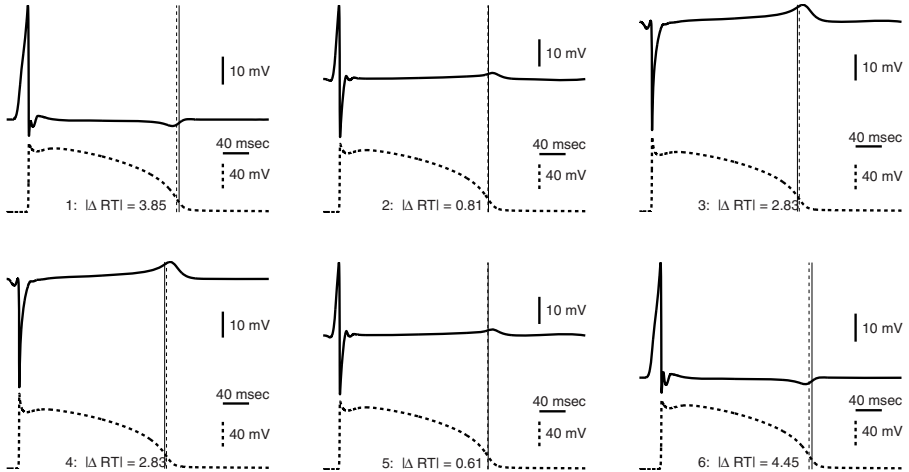 10 mV
40 msec
40 mV
1: |Δ RT| = 3.85
10 mV
40 msec
40 mV
2: |Δ RT| = 0.81
10 mV
40 msec
40 mV
3: |Δ RT| = 2.83
10 mV
40 msec
40 mV
4: |Δ RT| = 2.83
10 mV
40 msec
40 mV
5: |Δ RT| = 0.61
10 mV
40 msec
40 mV
6: |Δ RT| = 4.45